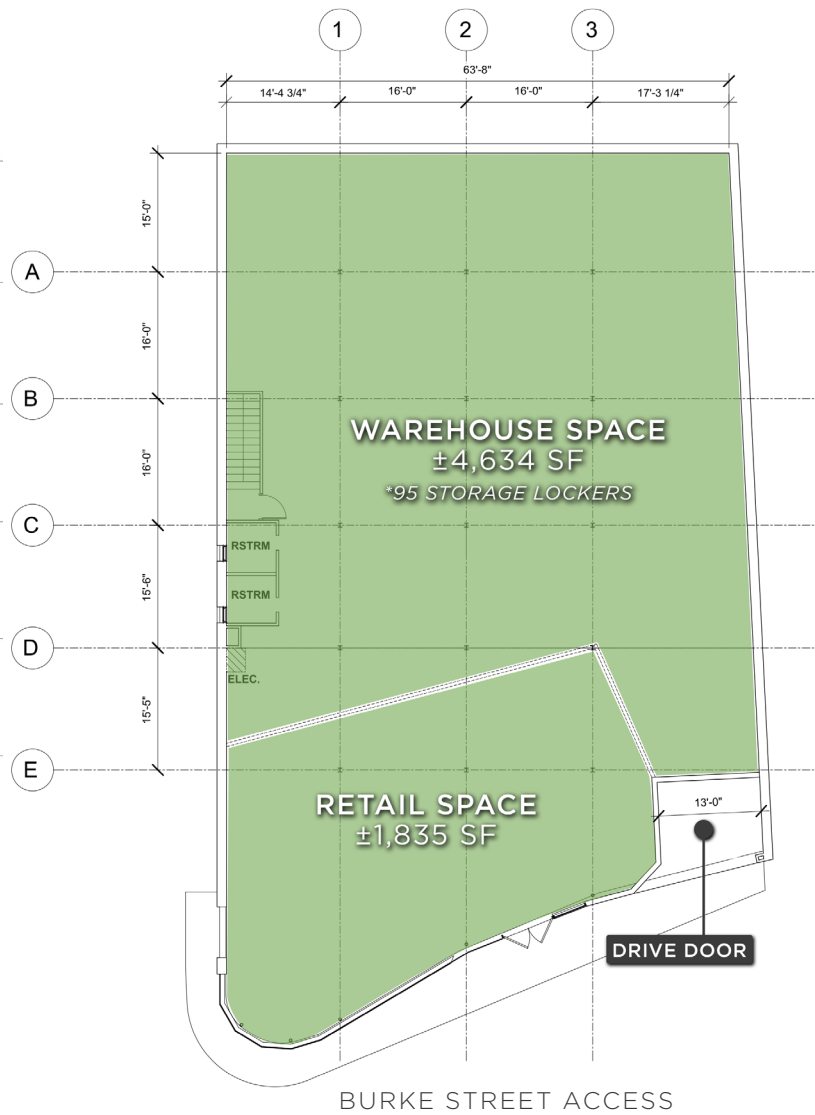 1
2
3
63'-8"
14'-4 3/4"
16'-0"
16'-0"
17'-3 1/4"
15'-0"
A
16'-0"
B
WAREHOUSE SPACE
±4,634 SF
*95 STORAGE LOCKERS
16'-0"
C
RSTRM
15'-6"
RSTRM
D
ELEC.
15'-5"
E
RETAIL SPACE
±1,835 SF
13'-0"
DRIVE DOOR
BURKE STREET ACCESS